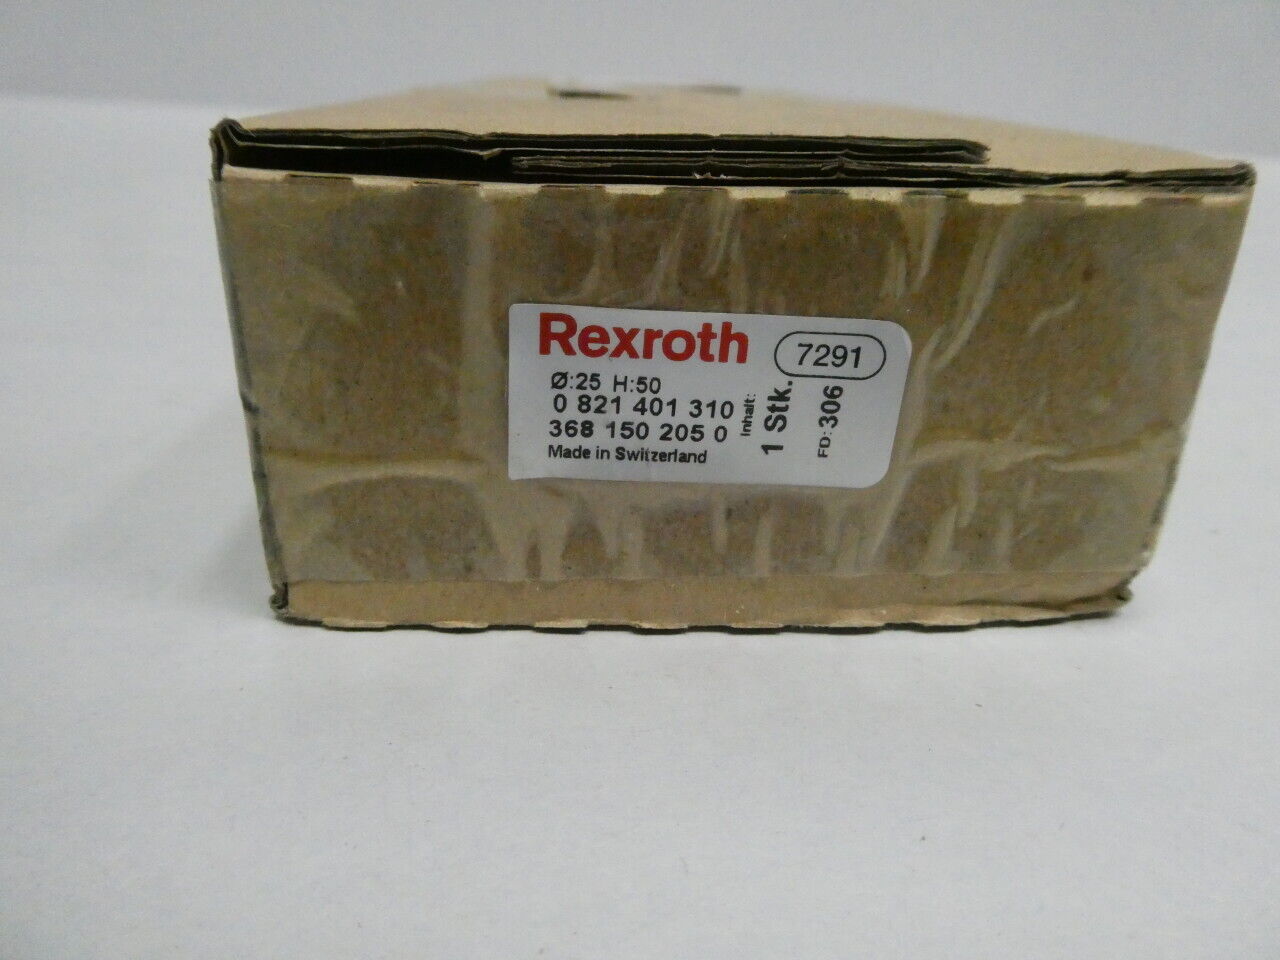 Rexroth
7291
Ø:25 H:50
0 821 401 310
368 150 205 0
Made in Switzerland
Inhalt:
1 Stk.
FD: 306